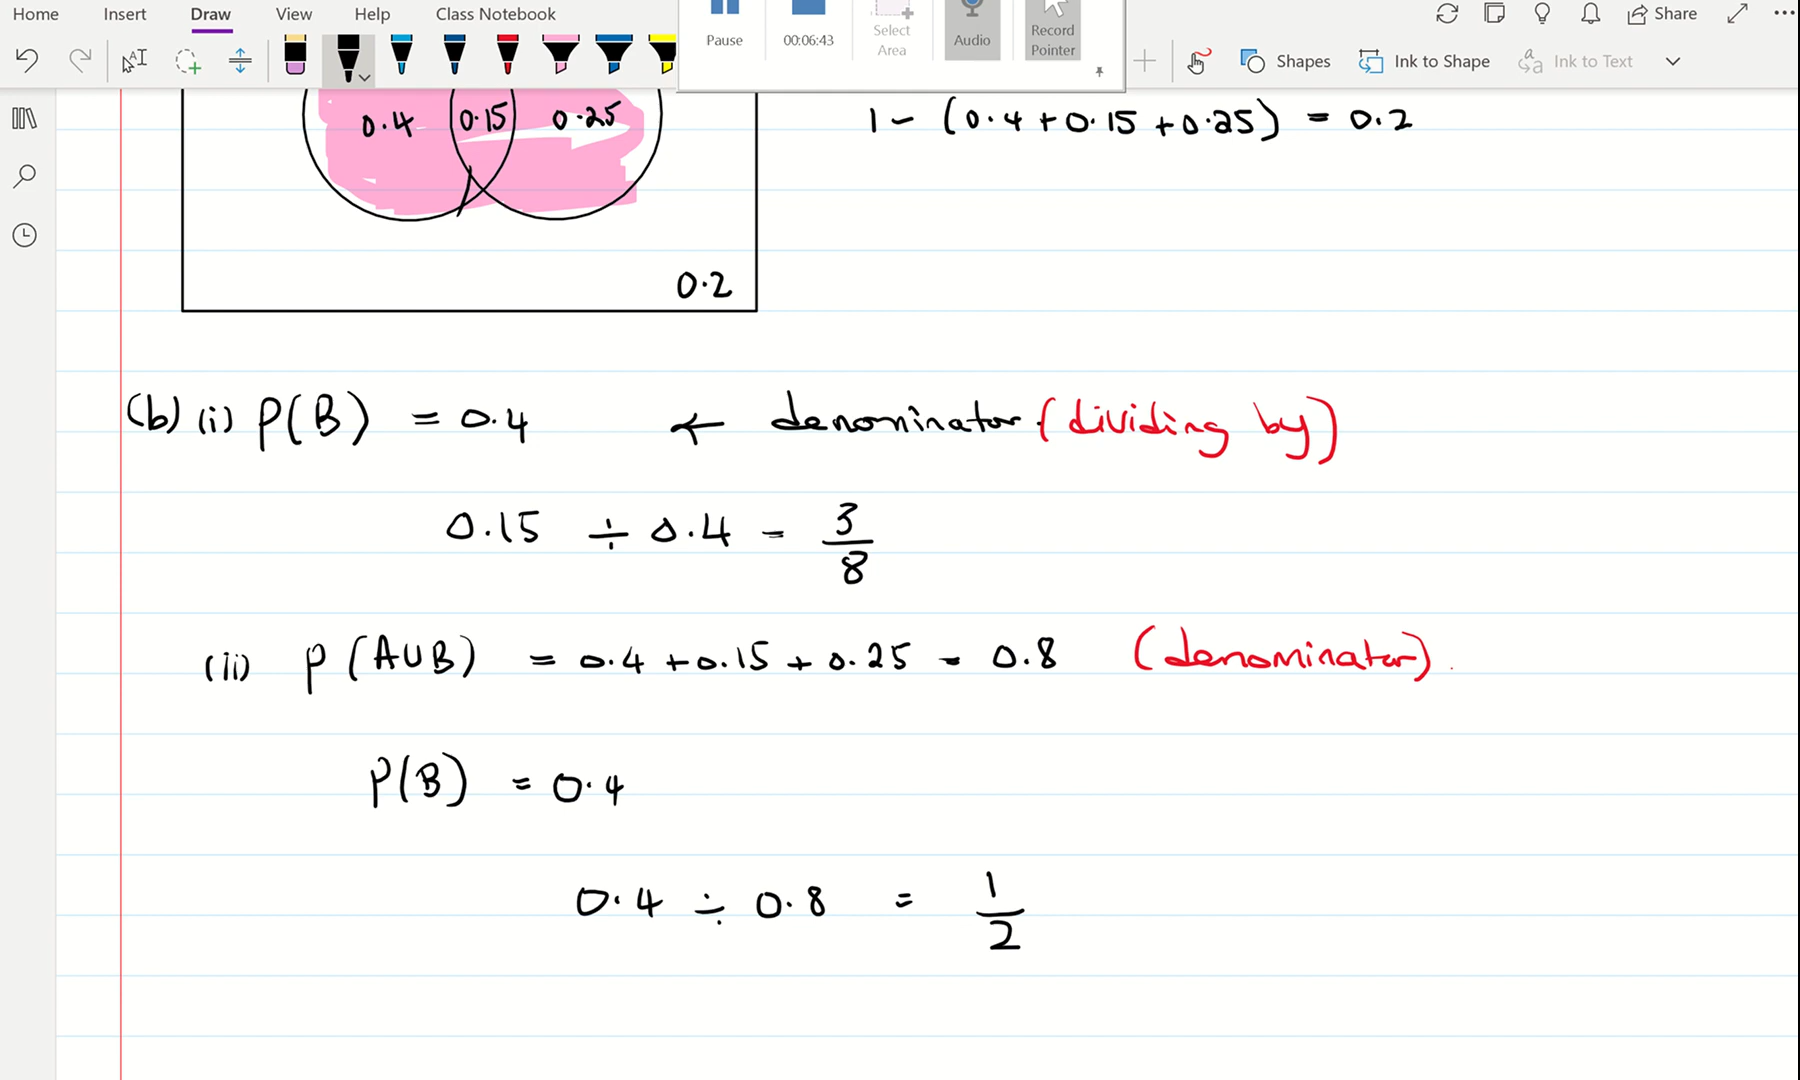 Home Insert Draw View Help Class Notebook Share
Pause 00:06:43 Select Area Audio Record Pointer
Shapes Ink to Shape Ink to Text
0.4 0.15 0.25
1 - (0.4 + 0.15 + 0.25) = 0.2
0.2
(b) (i) P(B) = 0.4 ← denominator (dividing by)
0.15 ÷ 0.4 = 3/8
(ii) P(A∪B) = 0.4 + 0.15 + 0.25 = 0.8 (denominator).
P(B) = 0.4
0.4 ÷ 0.8 = 1/2